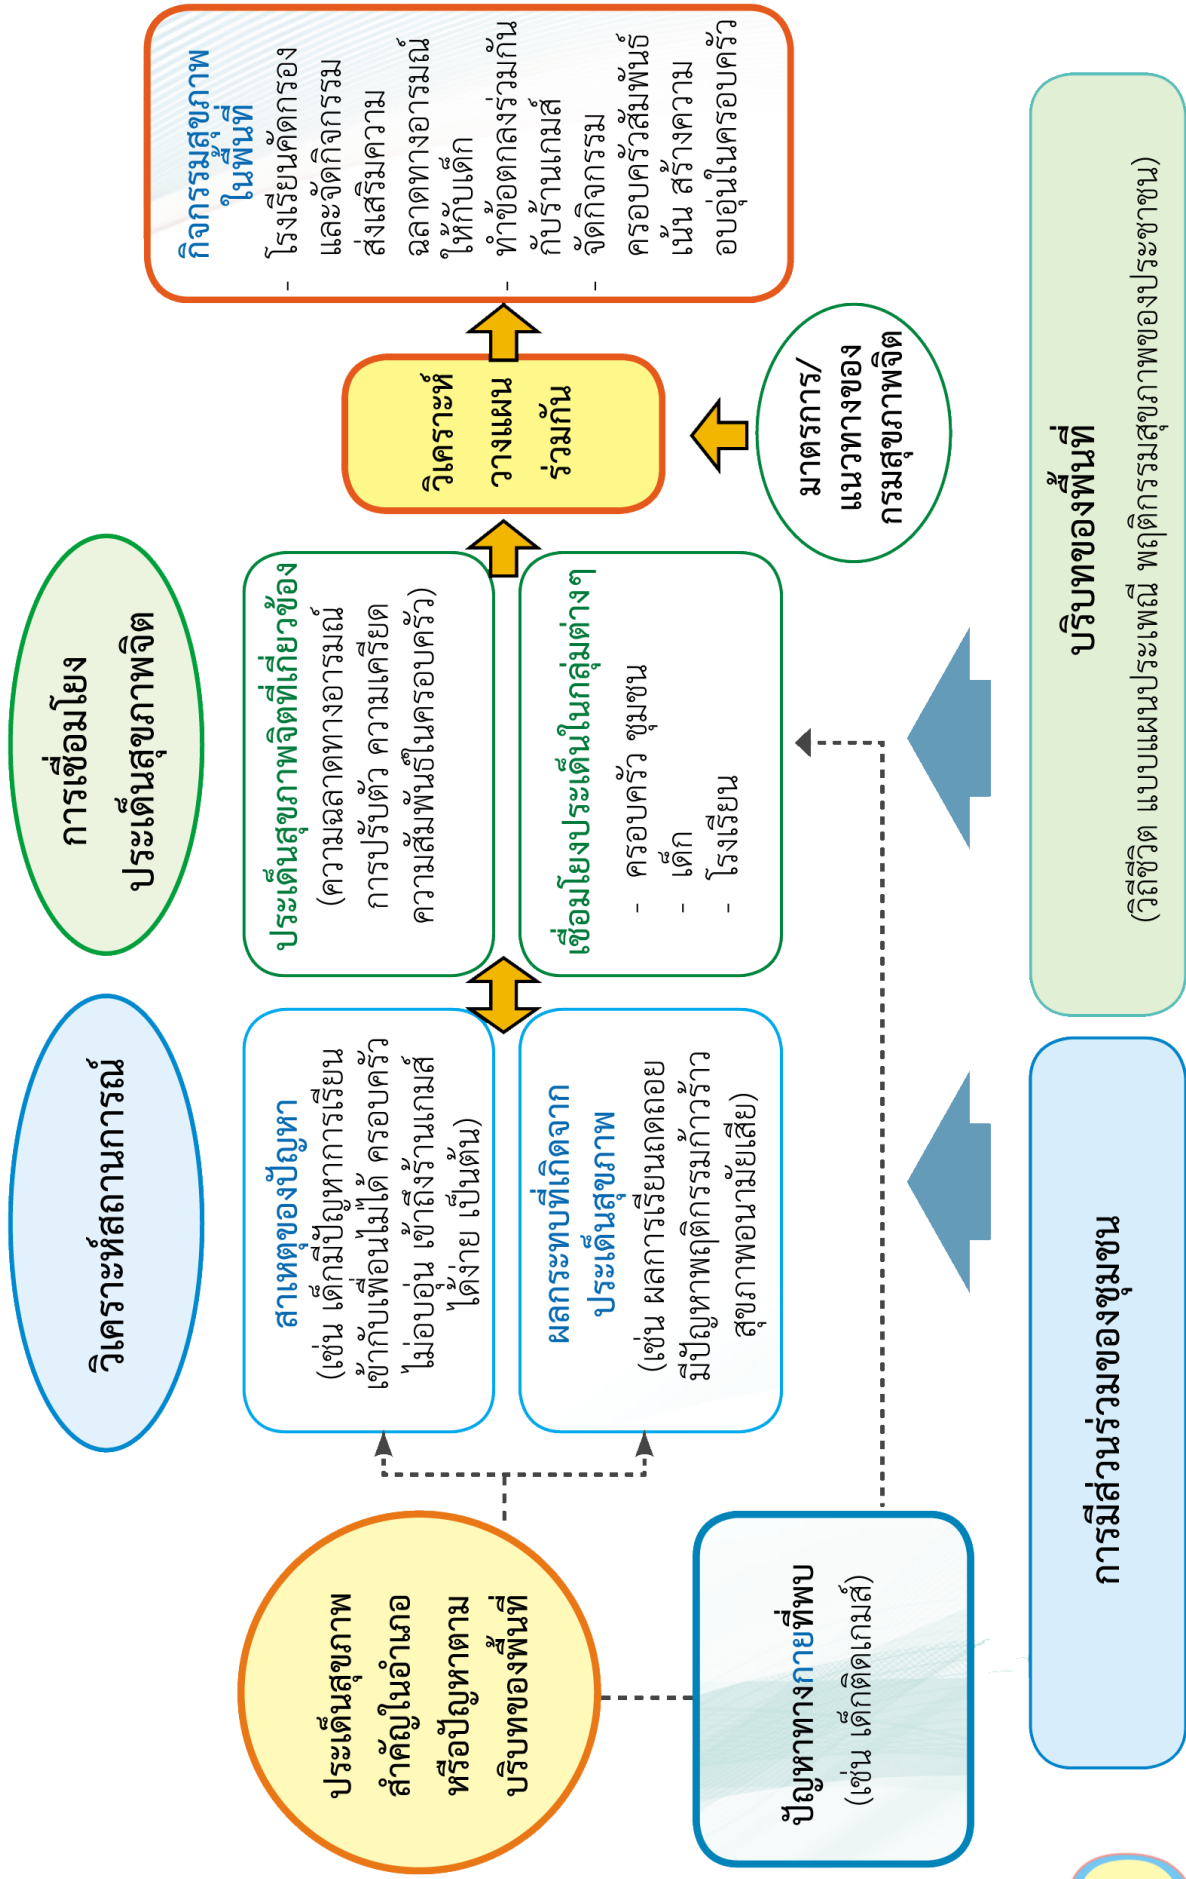 วิเคราะห์สถานการณ์
การเชื่อมโยง
ประเด็นสุขภาพจิต
ประเด็นสุขภาพ
สำคัญในอำเภอ
หรือปัญหาตาม
บริบทของพื้นที่
สาเหตุของปัญหา
(เช่น เด็กมีปัญหาการเรียน
เข้ากับเพื่อนไม่ได้ ครอบครัว
ไม่อบอุ่น เข้าถึงร้านเกมส์
ได้ง่าย เป็นต้น)
ผลกระทบที่เกิดจาก
ประเด็นสุขภาพ
(เช่น ผลการเรียนถดถอย
มีปัญหาพฤติกรรมก้าวร้าว
สุขภาพอนามัยเสีย)
ประเด็นสุขภาพจิตที่เกี่ยวข้อง
(ความฉลาดทางอารมณ์
การปรับตัว ความเครียด
ความสัมพันธ์ในครอบครัว)
เชื่อมโยงประเด็นในกลุ่มต่างๆ
- ครอบครัว ชุมชน
- เด็ก
- โรงเรียน
วิเคราะห์
วางแผน
ร่วมกัน
มาตรการ/
แนวทางของ
กรมสุขภาพจิต
กิจกรรมสุขภาพ
ในพื้นที่
- โรงเรียนคัดกรอง
และจัดกิจกรรม
ส่งเสริมความ
ฉลาดทางอารมณ์
ให้กับเด็ก
- ทำข้อตกลงร่วมกัน
กับร้านเกมส์
- จัดกิจกรรม
ครอบครัวสัมพันธ์
เน้น สร้างความ
อบอุ่นในครอบครัว
ปัญหาทางกายที่พบ
(เช่น เด็กติดเกมส์)
การมีส่วนร่วมของชุมชน
บริบทของพื้นที่
(วิถีชีวิต แบบแผนประเพณี พฤติกรรมสุขภาพของประชาชน)